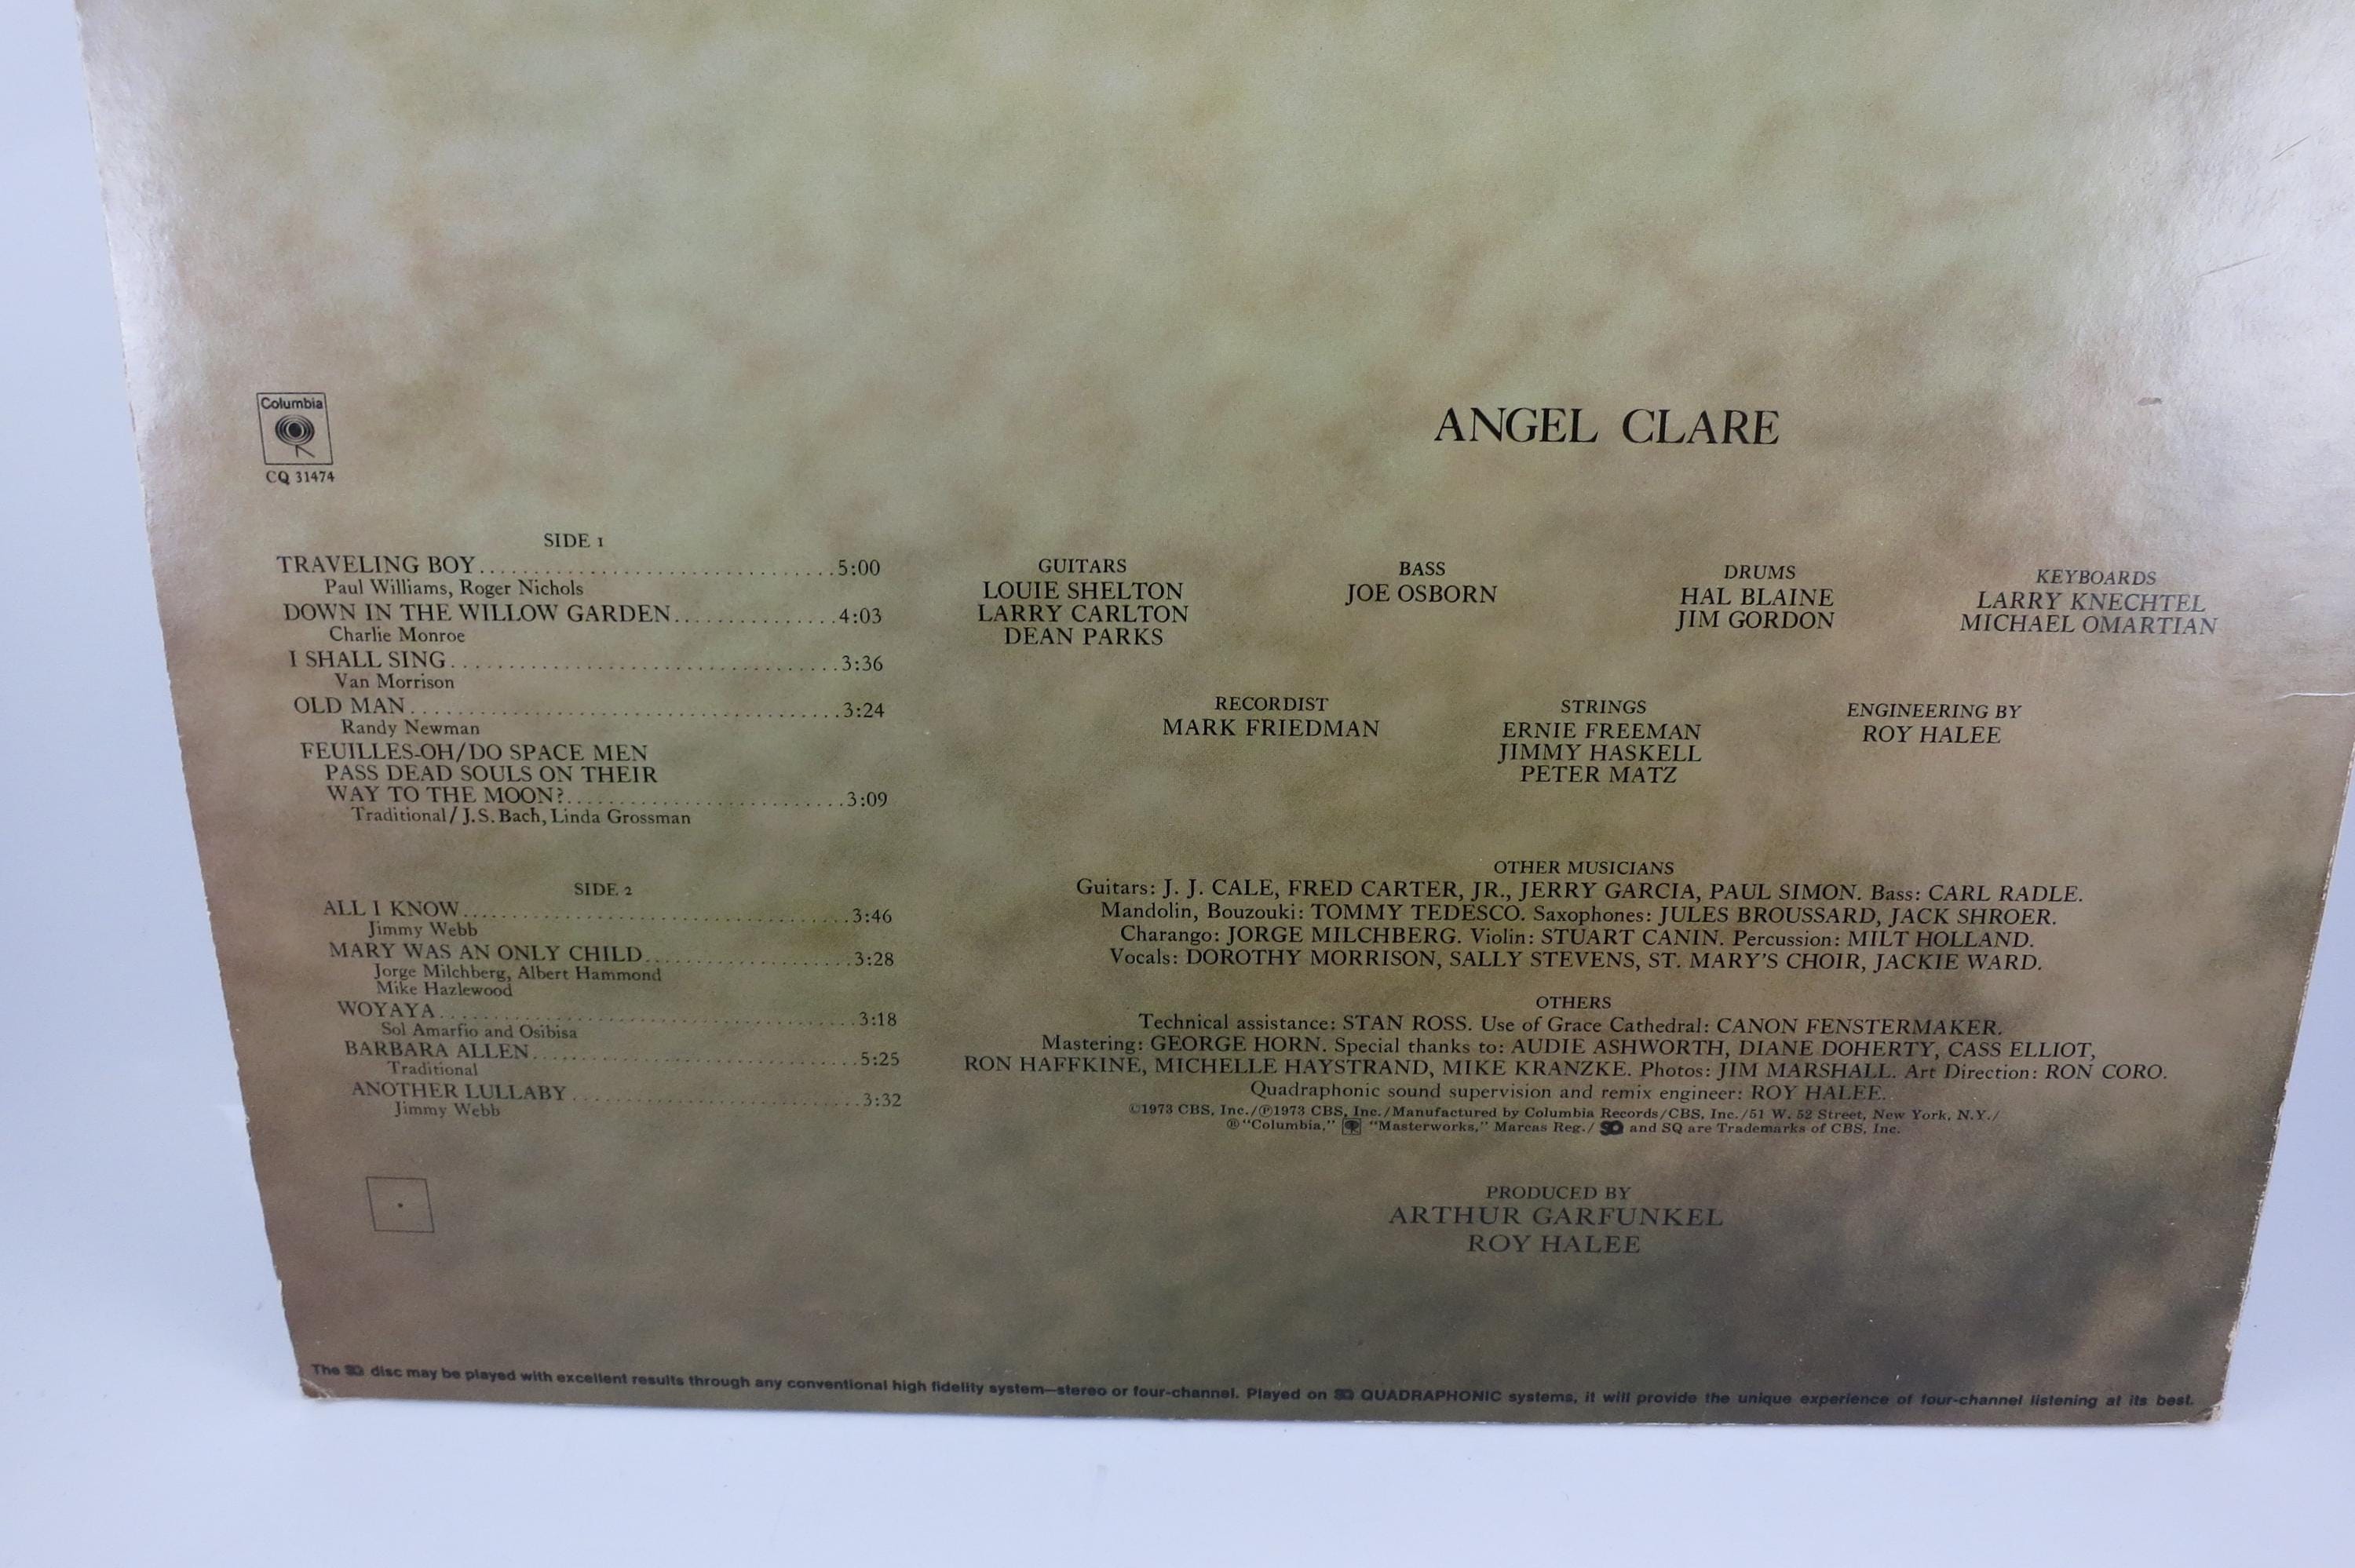 Columbia
CQ 31474
ANGEL CLARE
SIDE 1
TRAVELING BOY..............................5:00
Paul Williams, Roger Nichols
DOWN IN THE WILLOW GARDEN..............4:03
Charlie Monroe
I SHALL SING.................................3:36
Van Morrison
OLD MAN.....................................3:24
Randy Newman
FEUILLES-OH/DO SPACE MEN
PASS DEAD SOULS ON THEIR
WAY TO THE MOON?........................3:09
Traditional/J.S. Bach, Linda Grossman
SIDE 2
ALL I KNOW.................................3:46
Jimmy Webb
MARY WAS AN ONLY CHILD..................3:28
Jorge Milchberg, Albert Hammond
Mike Hazlewood
WOYAYA....................................3:18
Sol Amarfio and Osibisa
BARBARA ALLEN............................5:25
Traditional
ANOTHER LULLABY.........................3:32
Jimmy Webb
GUITARS
LOUIE SHELTON
LARRY CARLTON
DEAN PARKS
BASS
JOE OSBORN
DRUMS
HAL BLAINE
JIM GORDON
KEYBOARDS
LARRY KNECHTEL
MICHAEL OMARTIAN
RECORDIST
MARK FRIEDMAN
STRINGS
ERNIE FREEMAN
JIMMY HASKELL
PETER MATZ
ENGINEERING BY
ROY HALEE
OTHER MUSICIANS
Guitars: J. J. CALE, FRED CARTER, JR., JERRY GARCIA, PAUL SIMON. Bass: CARL RADLE.
Mandolin, Bouzouki: TOMMY TEDESCO. Saxophones: JULES BROUSSARD, JACK SHROER.
Charango: JORGE MILCHBERG. Violin: STUART CANIN. Percussion: MILT HOLLAND.
Vocals: DOROTHY MORRISON, SALLY STEVENS, ST. MARY'S CHOIR, JACKIE WARD.
OTHERS
Technical assistance: STAN ROSS. Use of Grace Cathedral: CANON FENSTERMAKER.
Mastering: GEORGE HORN. Special thanks to: AUDIE ASHWORTH, DIANE DOHERTY, CASS ELLIOT,
RON HAFFKINE, MICHELLE HAYSTRAND, MIKE KRANZKE. Photos: JIM MARSHALL. Art Direction: RON CORO.
Quadraphonic sound supervision and remix engineer: ROY HALEE.
©1973 CBS, Inc./℗1973 CBS, Inc./Manufactured by Columbia Records/CBS, Inc./51 W. 52 Street, New York, N.Y./
®"Columbia," "Masterworks," Marcas Reg./ SQ and SQ are Trademarks of CBS, Inc.
PRODUCED BY
ARTHUR GARFUNKEL
ROY HALEE
The SQ disc may be played with excellent results through any conventional high fidelity system—stereo or four-channel. Played on SQ QUADRAPHONIC systems, it will provide the unique experience of four-channel listening at its best.